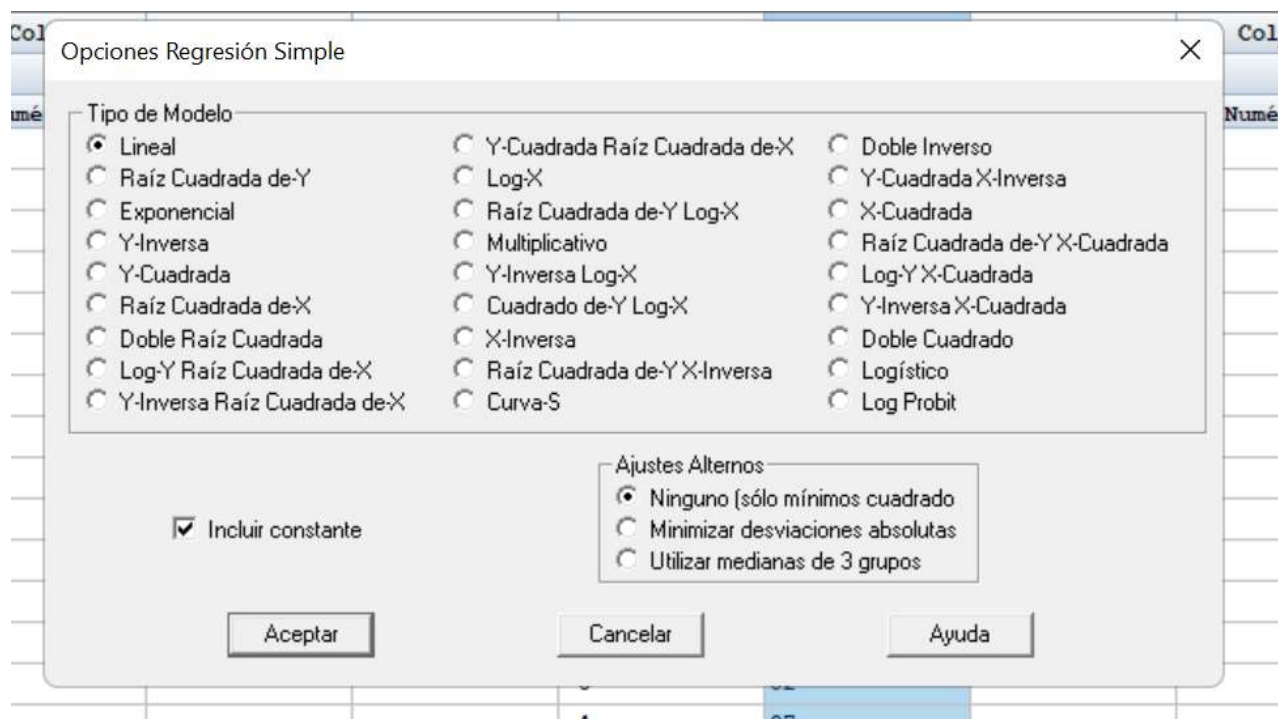 Col
Col
Opciones Regresión Simple
umé
Numé
Tipo de Modelo
Lineal
Raíz Cuadrada de-Y
Exponencial
Y-Inversa
Y-Cuadrada
Raíz Cuadrada de-X
Doble Raíz Cuadrada
Log-Y Raíz Cuadrada de-X
Y-Inversa Raíz Cuadrada de-X
Y-Cuadrada Raíz Cuadrada de-X
Log-X
Raíz Cuadrada de-Y Log-X
Multiplicativo
Y-Inversa Log-X
Cuadrado de-Y Log-X
X-Inversa
Raíz Cuadrada de-Y X-Inversa
Curva-S
Doble Inverso
Y-Cuadrada X-Inversa
X-Cuadrada
Raíz Cuadrada de-Y X-Cuadrada
Log-Y X-Cuadrada
Y-Inversa X-Cuadrada
Doble Cuadrado
Logístico
Log Probit
Incluir constante
Ajustes Alternos
Ninguno (sólo mínimos cuadrado
Minimizar desviaciones absolutas
Utilizar medianas de 3 grupos
Aceptar
Cancelar
Ayuda